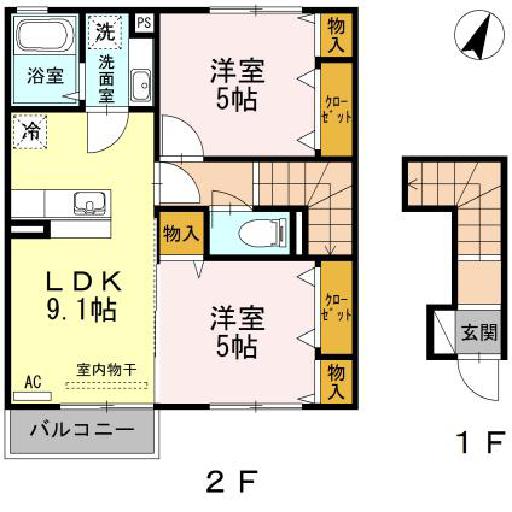 洗
PS
物入
浴室
洗面室
洋室
5帖
クローゼット
冷
物入
LDK
9.1帖
洋室
5帖
クローゼット
玄関
室内物干
AC
物入
バルコニー
1F
2F